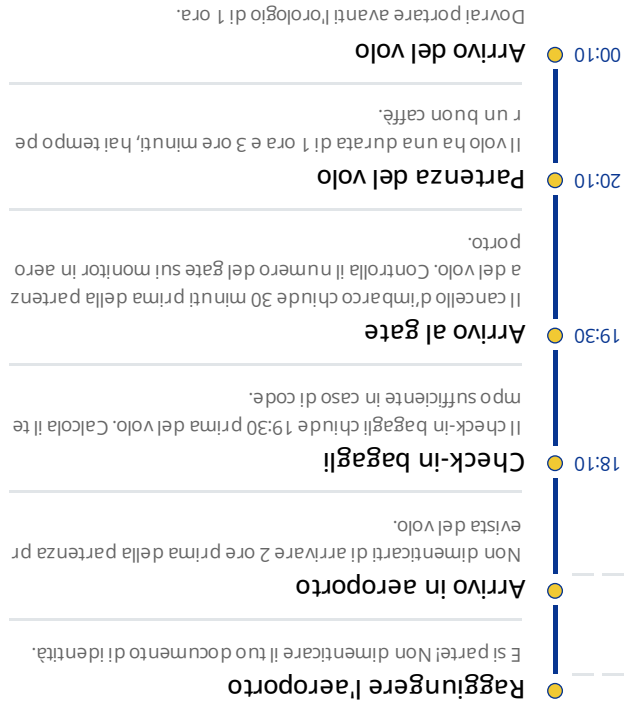 Raggiungere l'aeroporto
E si parte! Non dimenticare il tuo documento di identità.
Arrivo in aeroporto
Non dimenticarti di arrivare 2 ore prima della partenza pr
evista del volo.
18:10
Check-in bagagli
Il check-in bagagli chiude 19:30 prima del volo. Calcola il te
mpo sufficiente in caso di code.
19:30
Arrivo al gate
Il cancello d'imbarco chiude 30 minuti prima della partenz
a del volo. Controlla il numero del gate sui monitor in aero
porto.
20:10
Partenza del volo
Il volo ha una durata di 1 ora e 3 ore minuti, hai tempo pe
r un buon caffè.
00:10
Arrivo del volo
Dovrai portare avanti l'orologio di 1 ora.